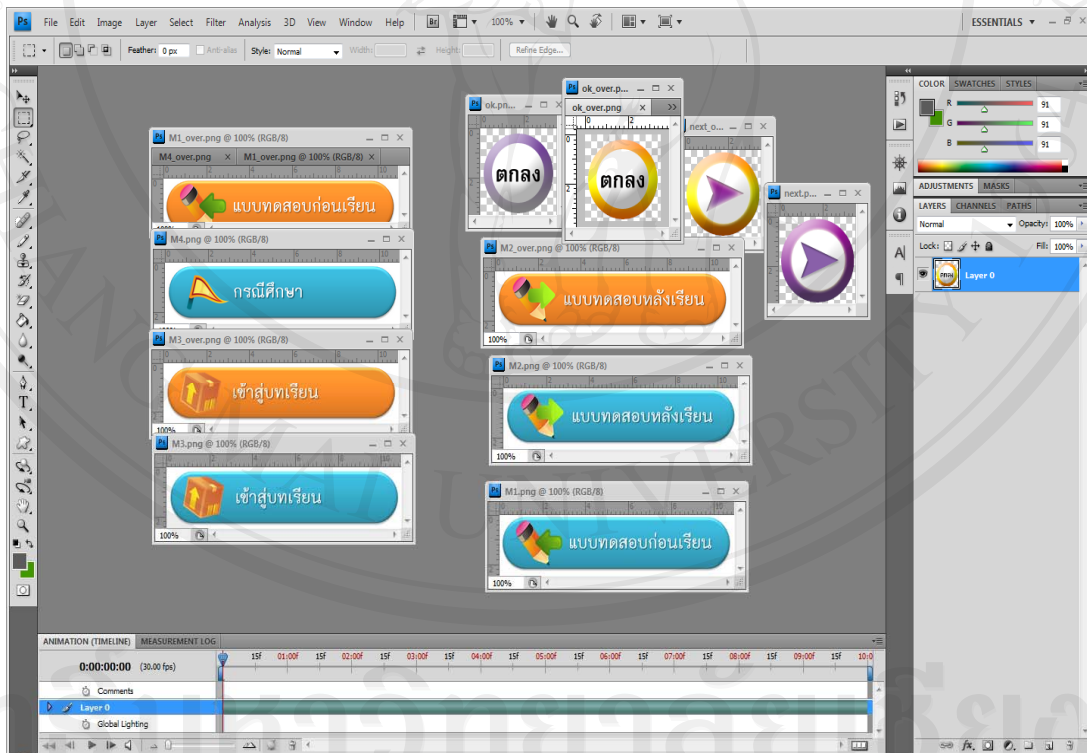 Ps File Edit Image Layer Select Filter Analysis 3D View Window Help Br 100% ESSENTIALS
Feather: 0 px Anti-alias Style: Normal Width: Height: Refine Edge...
M1_over.png @ 100% (RGB/8)
M4_over.png M1_over.png @ 100% (RGB/8)
แบบทดสอบก่อนเรียน
M4.png @ 100% (RGB/8)
กรณีศึกษา
M3_over.png @ 100% (RGB/8)
เข้าสู่บทเรียน
100%
M3.png @ 100% (RGB/8)
เข้าสู่บทเรียน
100%
ok.pn...
ตกลง
ok_over.p...
ok_over.png
ตกลง
next_o...
next.p...
M2_over.png @ 100% (RGB/8)
แบบทดสอบหลังเรียน
100%
M2.png @ 100% (RGB/8)
แบบทดสอบหลังเรียน
100%
M1.png @ 100% (RGB/8)
แบบทดสอบก่อนเรียน
100%
COLOR SWATCHES STYLES
R 91
G 91
B 91
ADJUSTMENTS MASKS
LAYERS CHANNELS PATHS
Normal Opacity: 100%
Lock: Fill: 100%
ตกลง Layer 0
ANIMATION (TIMELINE) MEASUREMENT LOG
0:00:00:00 (30.00 fps)
15f 01:00f 15f 02:00f 15f 03:00f 15f 04:00f 15f 05:00f 15f 06:00f 15f 07:00f 15f 08:00f 15f 09:00f 15f 10:0
Comments
Layer 0
Global Lighting